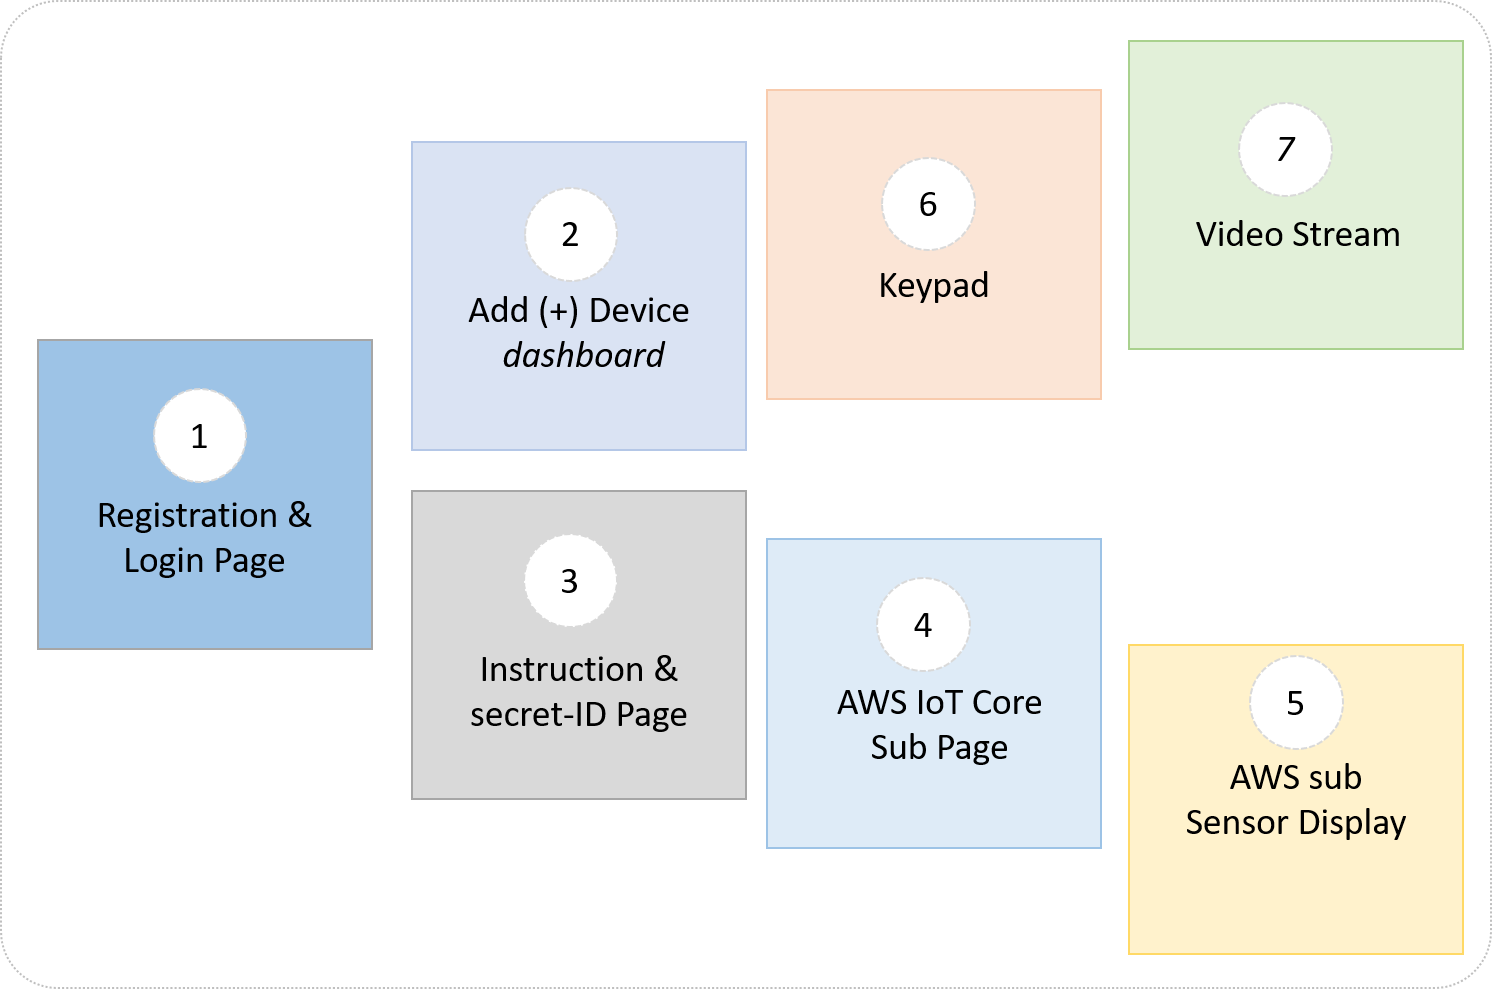 1
Registration &
Login Page
2
Add (+) Device
dashboard
3
Instruction &
secret-ID Page
6
Keypad
4
AWS IoT Core
Sub Page
7
Video Stream
5
AWS sub
Sensor Display